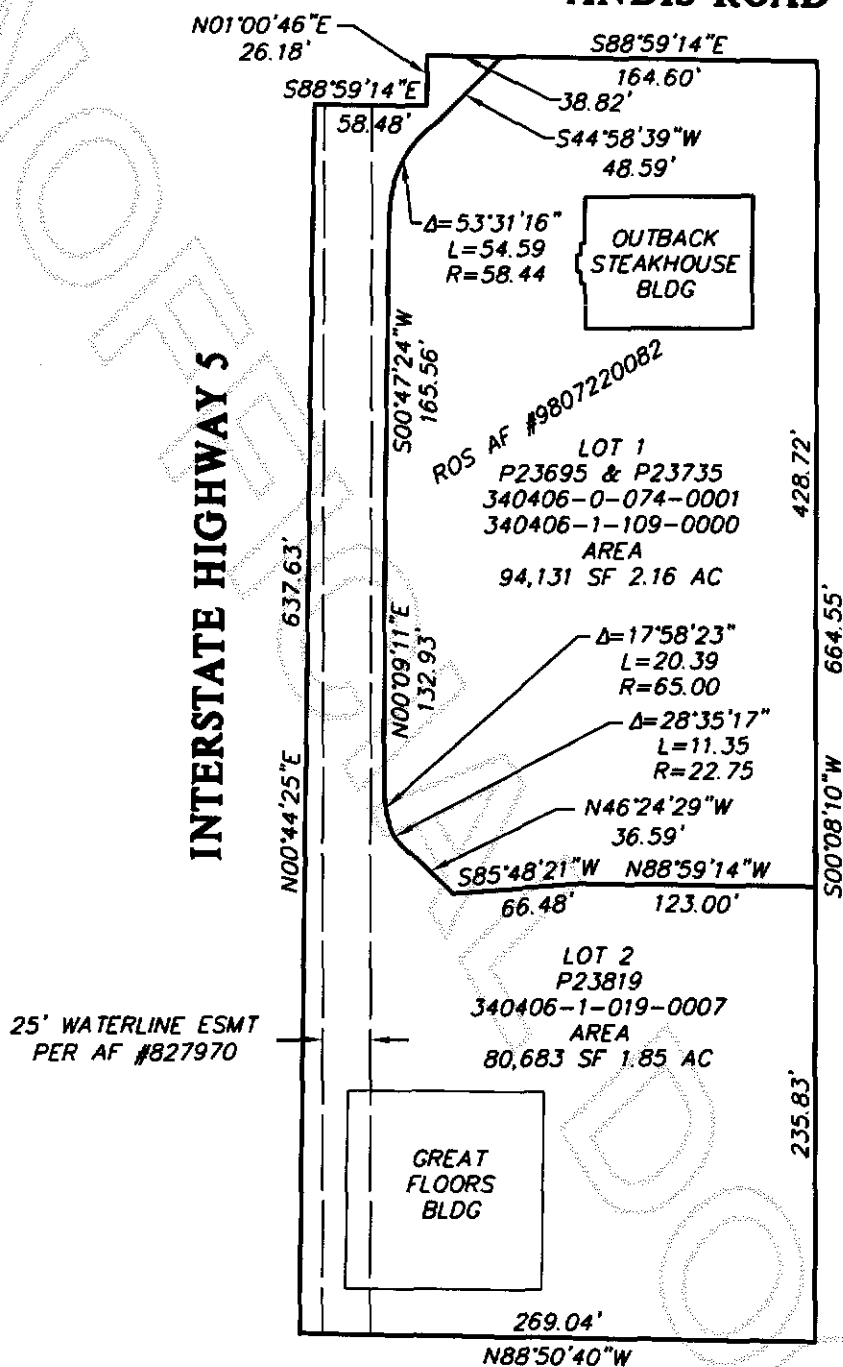 ANDIS ROAD
N01°00'46"E
26.18'
S88°59'14"E
S88°59'14"E
164.60'
38.82'
58.48'
S44°58'39"W
48.59'
Δ=53°31'16"
L=54.59
R=58.44
OUTBACK
STEAKHOUSE
BLDG
S00°47'24"W
165.56'
ROS AF #9807220082
INTERSTATE HIGHWAY 5
LOT 1
P23695 & P23735
340406-0-074-0001
340406-1-109-0000
AREA
94,131 SF 2.16 AC
428.72'
637.63'
N00°44'25"E
664.55'
S00°08'10"W
N00°09'11"E
132.93'
Δ=17°58'23"
L=20.39
R=65.00
Δ=28°35'17"
L=11.35
R=22.75
N46°24'29"W
36.59'
S85°48'21"W
66.48'
N88°59'14"W
123.00'
LOT 2
P23819
340406-1-019-0007
AREA
80,683 SF 1.85 AC
25' WATERLINE ESMT
PER AF #827970
235.83'
GREAT
FLOORS
BLDG
269.04'
N88°50'40"W